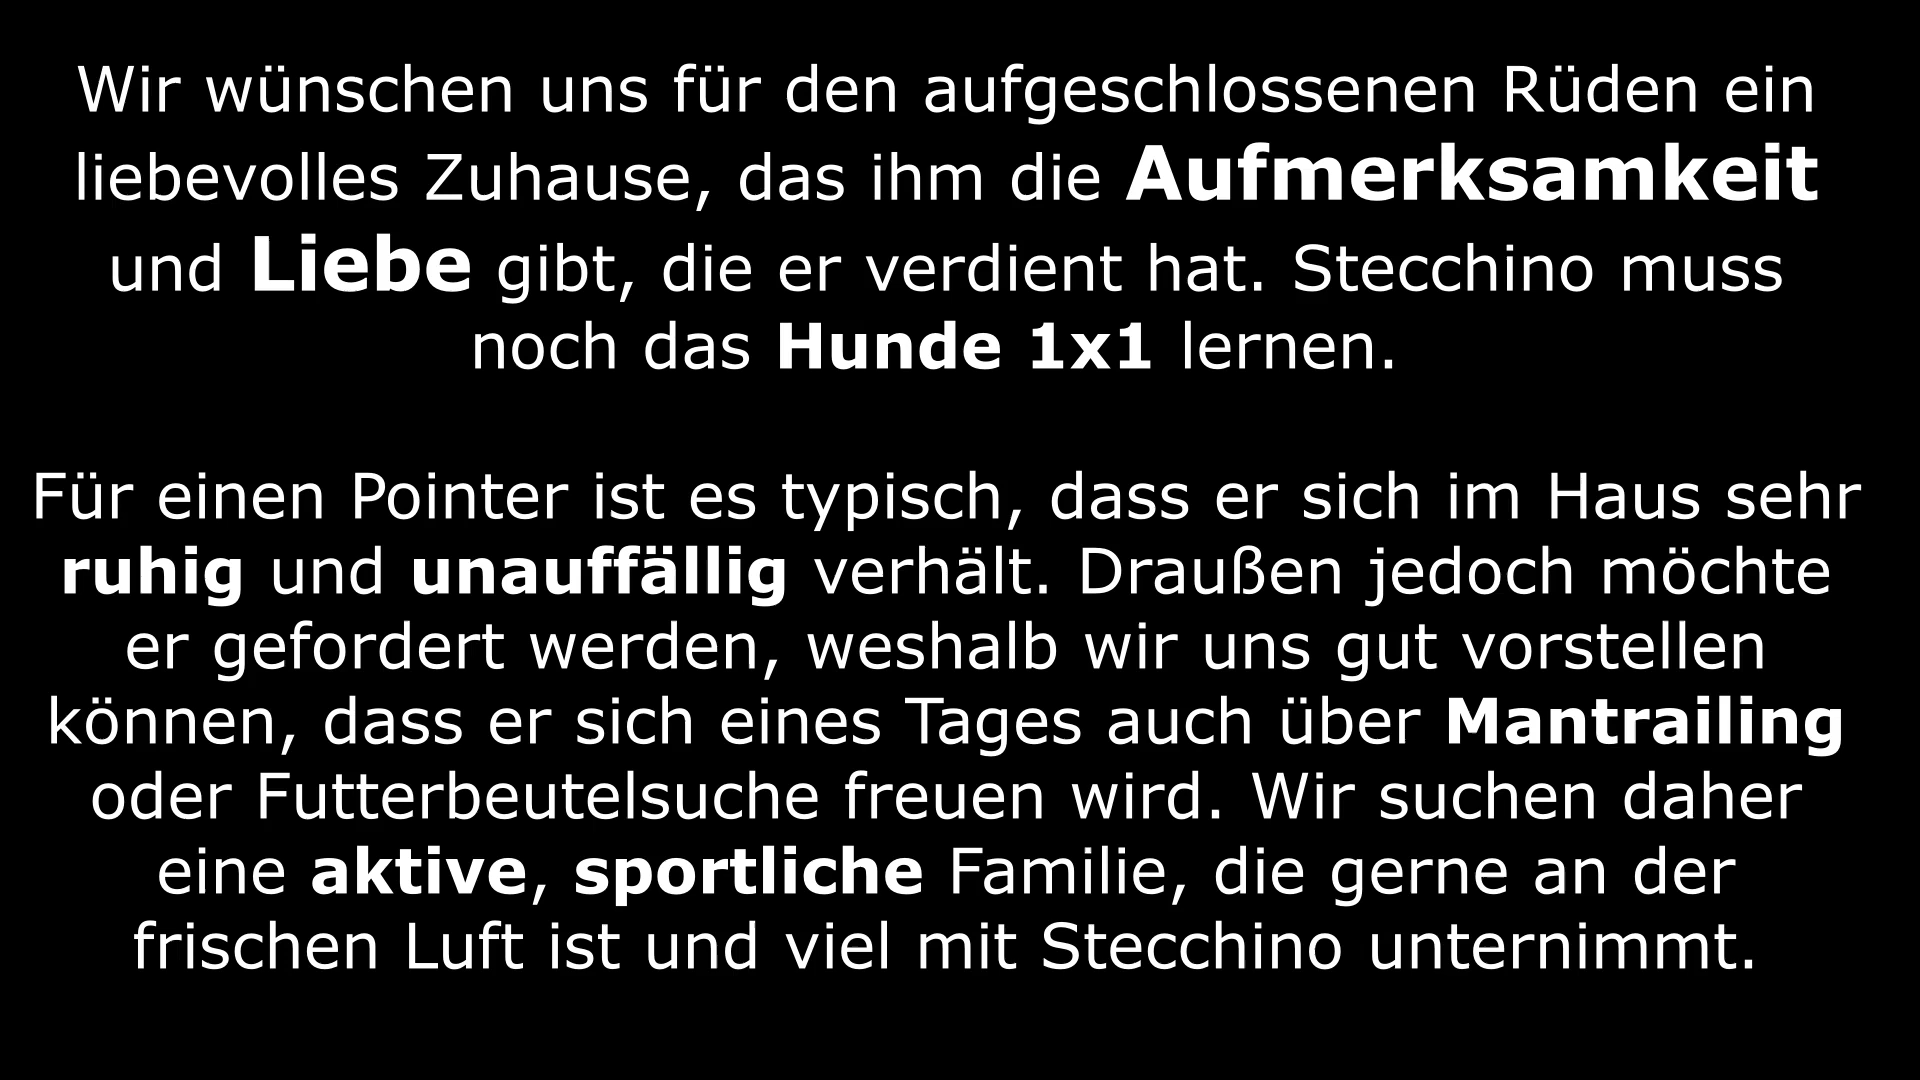 Wir wünschen uns für den aufgeschlossenen Rüden ein
liebevolles Zuhause, das ihm die Aufmerksamkeit
und Liebe gibt, die er verdient hat. Stecchino muss
noch das Hunde 1x1 lernen.
Für einen Pointer ist es typisch, dass er sich im Haus sehr
ruhig und unauffällig verhält. Draußen jedoch möchte
er gefordert werden, weshalb wir uns gut vorstellen
können, dass er sich eines Tages auch über Mantrailing
oder Futterbeutelsuche freuen wird. Wir suchen daher
eine aktive, sportliche Familie, die gerne an der
frischen Luft ist und viel mit Stecchino unternimmt.